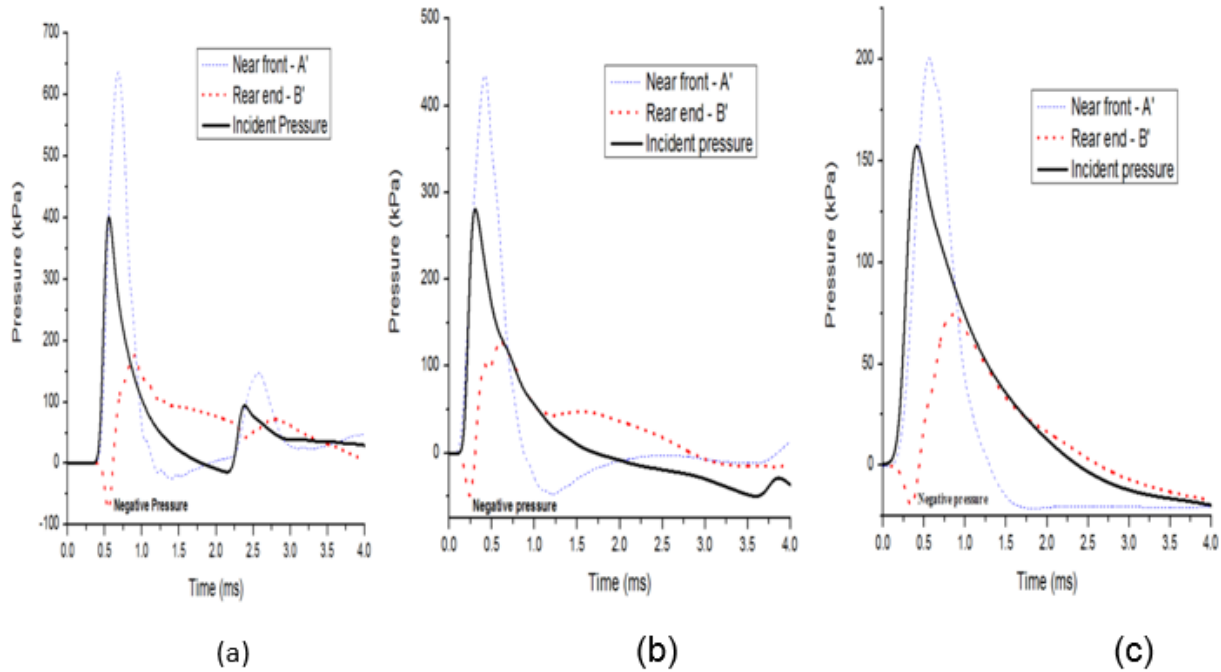 700
600
500
400
300
200
100
0
-100
Pressure (kPa)
Near front - A'
Rear end - B'
Incident Pressure
Negative Pressure
0.0 0.5 1.0 1.5 2.0 2.5 3.0 3.5 4.0
Time (ms)
(a)
500
400
300
200
100
0
Pressure (kPa)
Near front - A'
Rear end - B'
Incident pressure
Negative pressure
0.0 0.5 1.0 1.5 2.0 2.5 3.0 3.5 4.0
Time (ms)
(b)
200
150
100
50
0
Pressure (kPa)
Near front - A'
Rear end - B'
Incident pressure
Negative pressure
0.0 0.5 1.0 1.5 2.0 2.5 3.0 3.5 4.0
Time (ms)
(c)